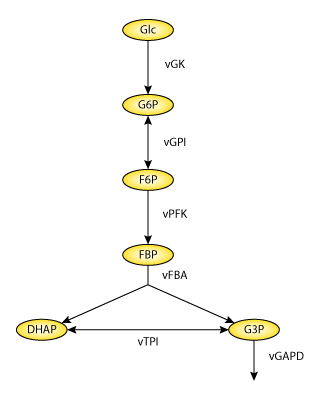 Glc
vGK
G6P
vGPI
F6P
vPFK
FBP
vFBA
DHAP
G3P
vTPI
vGAPD